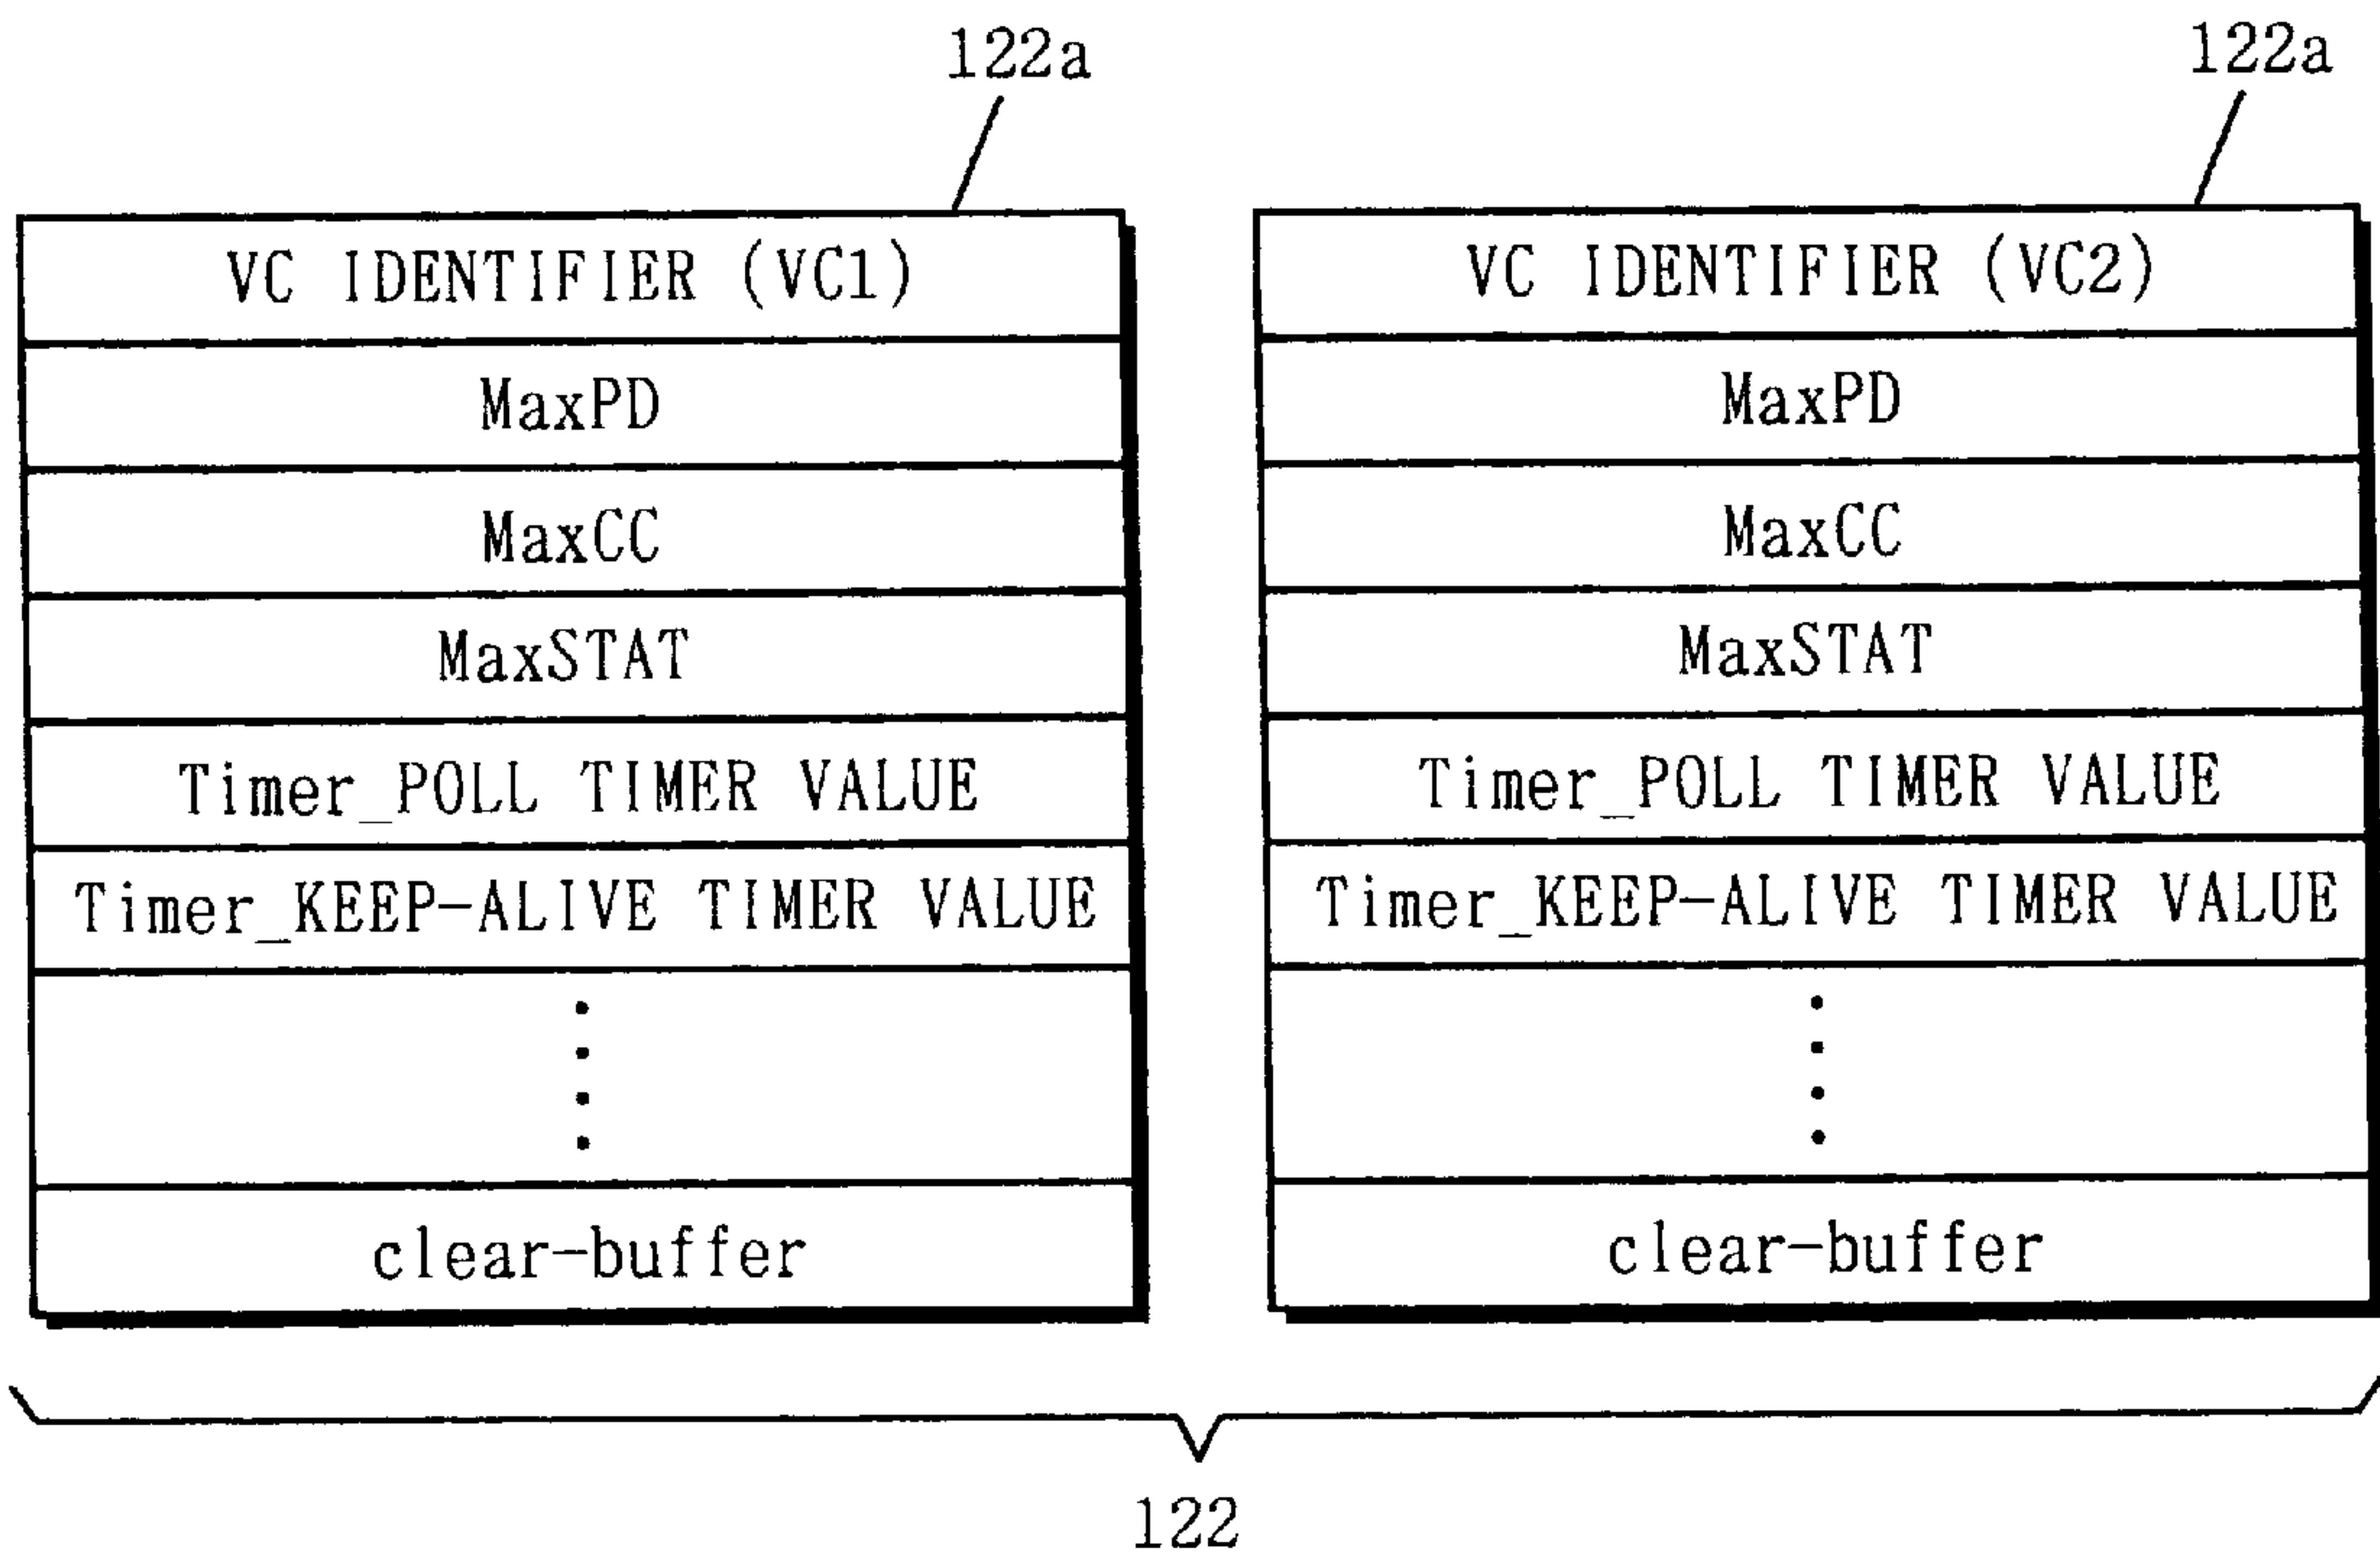 122a
122a
VC IDENTIFIER (VC1)
MaxPD
MaxCC
MaxSTAT
Timer_POLL TIMER VALUE
Timer_KEEP-ALIVE TIMER VALUE
clear-buffer
VC IDENTIFIER (VC2)
MaxPD
MaxCC
MaxSTAT
Timer_POLL TIMER VALUE
Timer_KEEP-ALIVE TIMER VALUE
clear-buffer
122